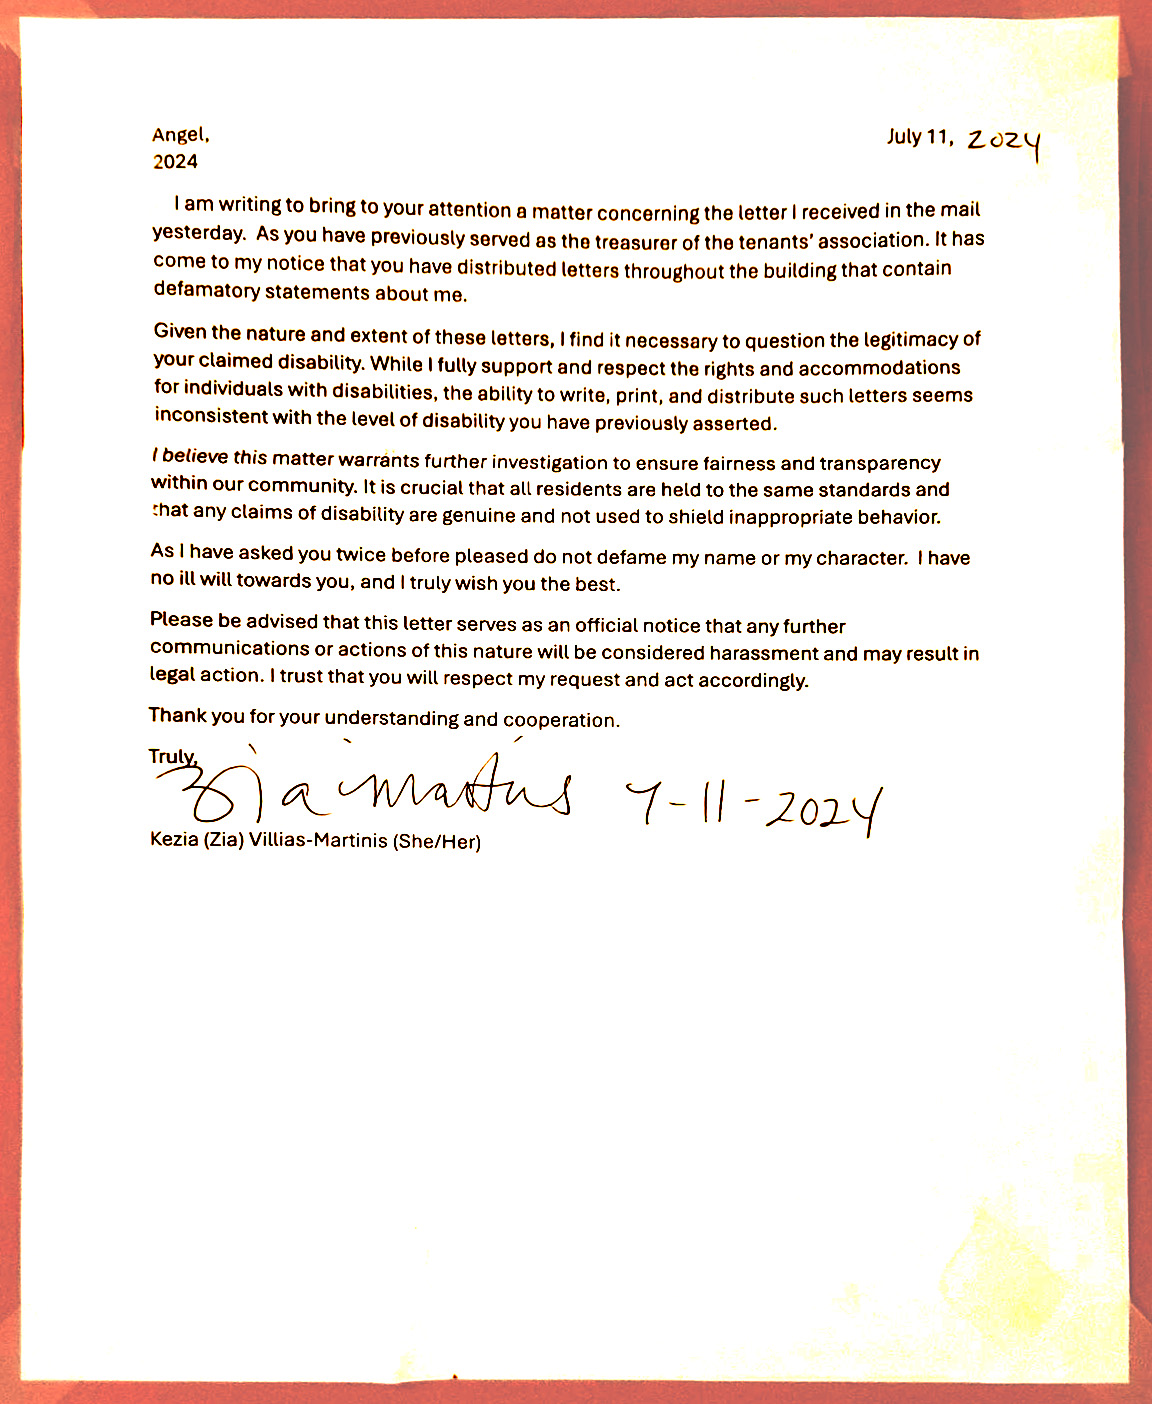 Angel,
July 11, 2024
2024
I am writing to bring to your attention a matter concerning the letter I received in the mail
yesterday.  As you have previously served as the treasurer of the tenants' association. It has
come to my notice that you have distributed letters throughout the building that contain
defamatory statements about me.
Given the nature and extent of these letters, I find it necessary to question the legitimacy of
your claimed disability. While I fully support and respect the rights and accommodations
for individuals with disabilities, the ability to write, print, and distribute such letters seems
inconsistent with the level of disability you have previously asserted.
I believe this matter warrants further investigation to ensure fairness and transparency
within our community. It is crucial that all residents are held to the same standards and
that any claims of disability are genuine and not used to shield inappropriate behavior.
As I have asked you twice before pleased do not defame my name or my character.  I have
no ill will towards you, and I truly wish you the best.
Please be advised that this letter serves as an official notice that any further
communications or actions of this nature will be considered harassment and may result in
legal action. I trust that you will respect my request and act accordingly.
Thank you for your understanding and cooperation.
Truly,
Zia Martinis 7-11-2024
Kezia (Zia) Villias-Martinis (She/Her)